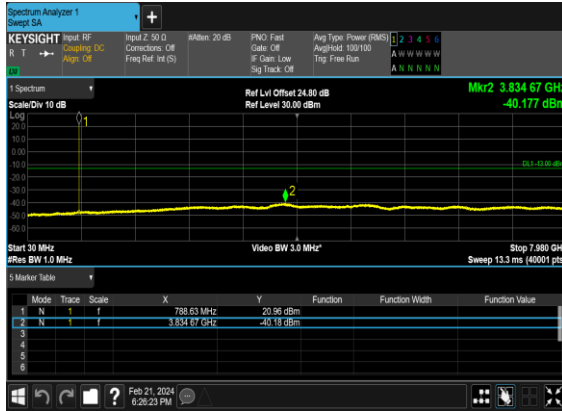 Spectrum Analyzer 1
Swept SA
+
KEYSIGHT Input: RF Input Z: 50 Ω #Atten: 20 dB PNO: Fast Avg Type: Power (RMS) 1 2 3 4 5 6
R T Coupling: DC Corrections: Off Gate: Off Avg|Hold: 100/100 A W W W W W
Align: Off Freq Ref: Int (S) IF Gain: Low Trig: Free Run
LU Sig Track: Off A N N N N N
1 Spectrum Ref Lvl Offset 24.80 dB Mkr2 3.834 67 GHz
Scale/Div 10 dB Ref Level 30.00 dBm -40.177 dBm
Log
20.0 1
10.0
0.00
-10.0 DL1 -13.00 dBm
-20.0
-30.0
-40.0 2
-50.0
-60.0
Start 30 MHz Video BW 3.0 MHz* Stop 7.980 GHz
#Res BW 1.0 MHz Sweep 13.3 ms (40001 pts)
5 Marker Table
Mode Trace Scale X Y Function Function Width Function Value
1 N 1 f 788.63 MHz 20.96 dBm
2 N 1 f 3.834 67 GHz -40.18 dBm
3
4
5
6
? Feb 21, 2024
6:26:23 PM